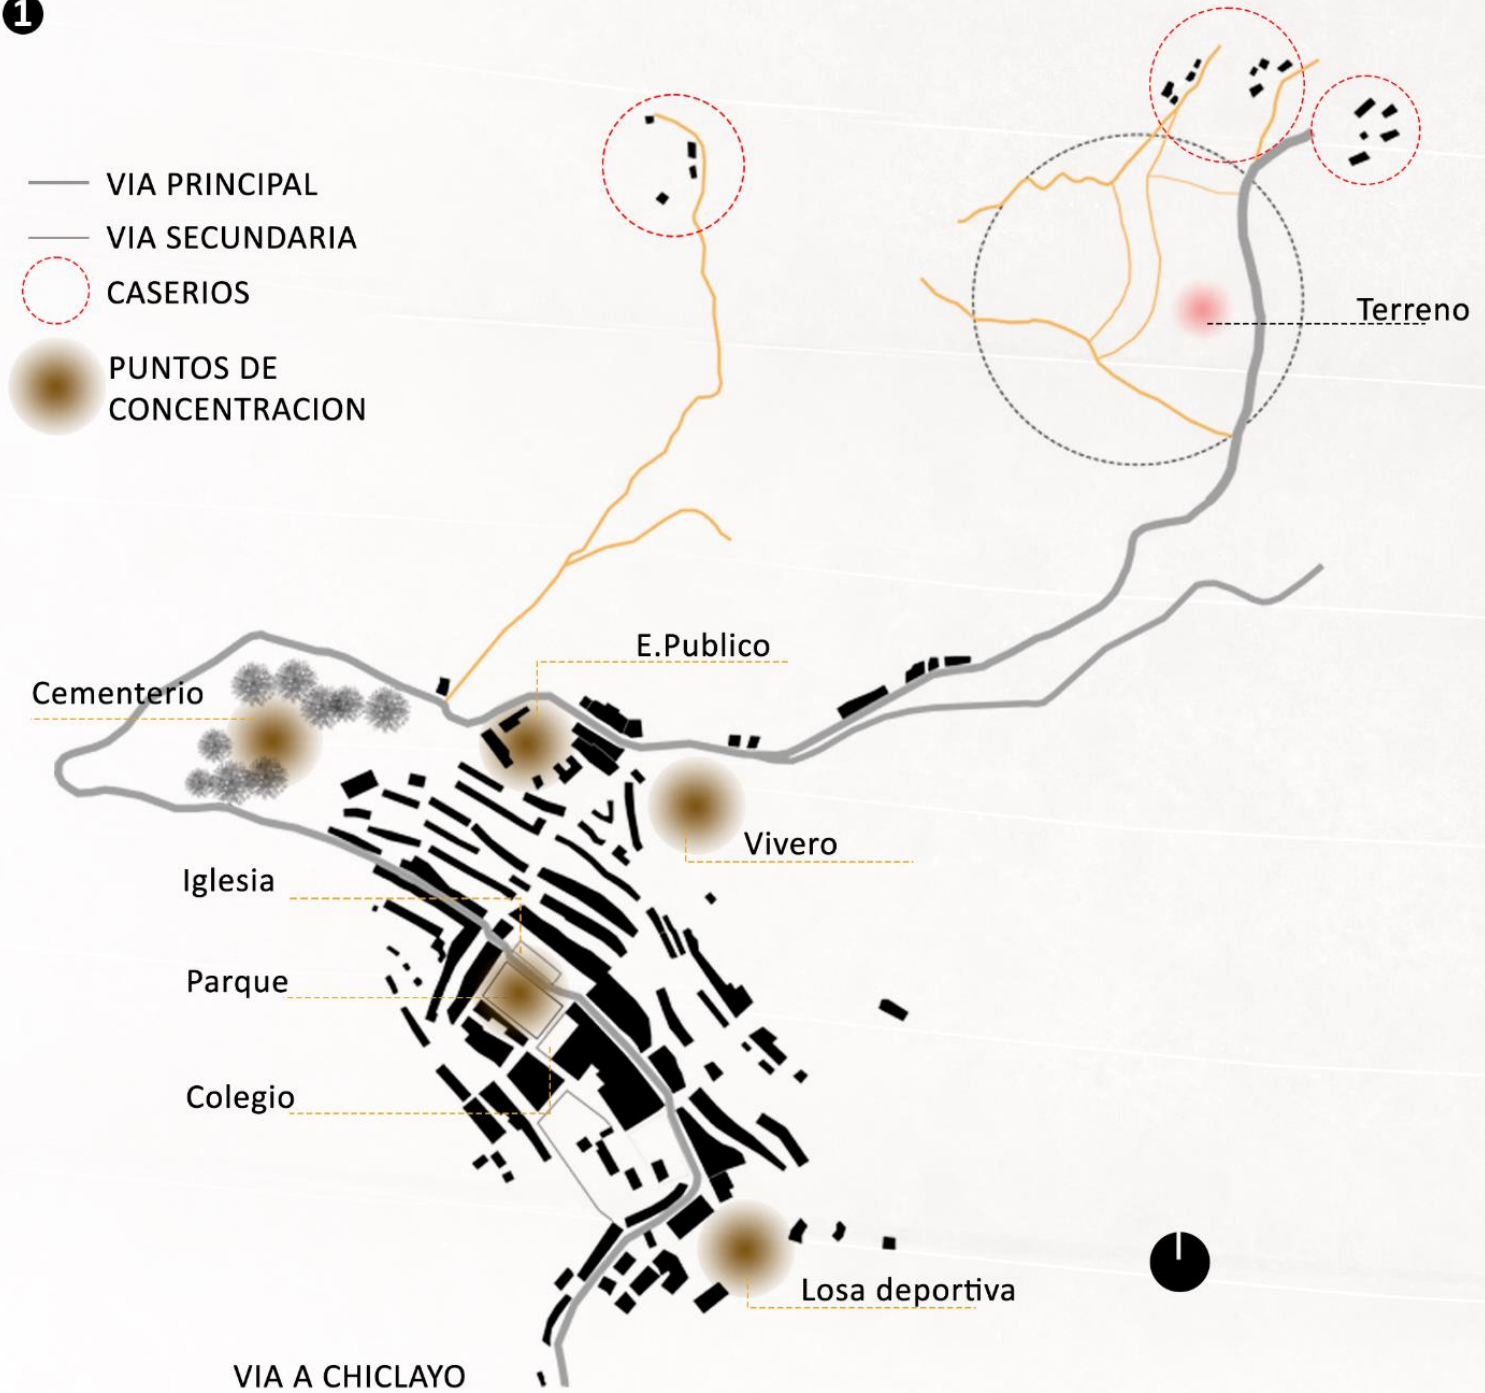 1
VIA PRINCIPAL
VIA SECUNDARIA
CASERIOS
PUNTOS DE
CONCENTRACION
Terreno
E.Publico
Cementerio
Vivero
Iglesia
Parque
Colegio
Losa deportiva
VIA A CHICLAYO